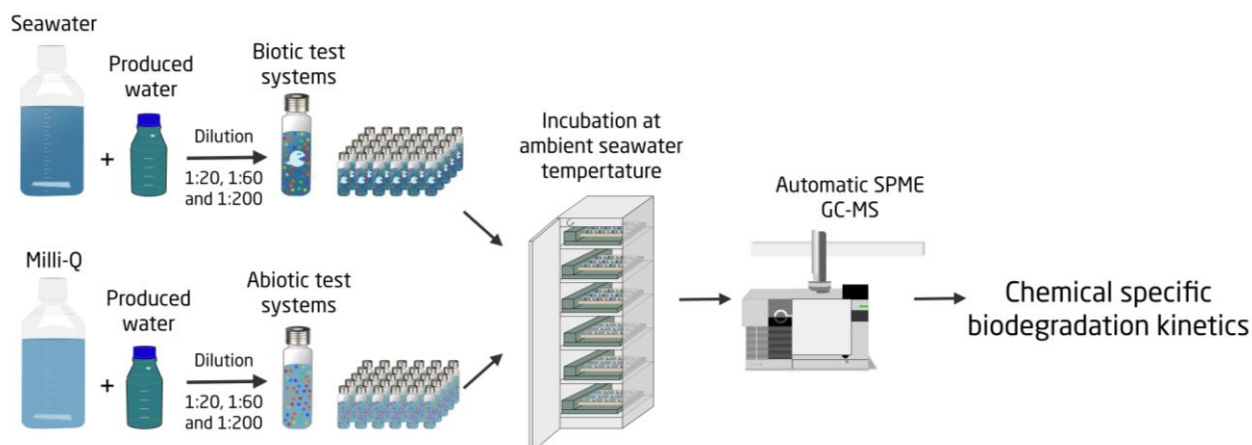 Seawater
Produced
water
+
Dilution
1:20, 1:60
and 1:200
Biotic test
systems
Milli-Q
Produced
water
+
Dilution
1:20, 1:60
and 1:200
Abiotic test
systems
Incubation at
ambient seawater
tempertature
Automatic SPME
GC-MS
Chemical specific
biodegradation kinetics